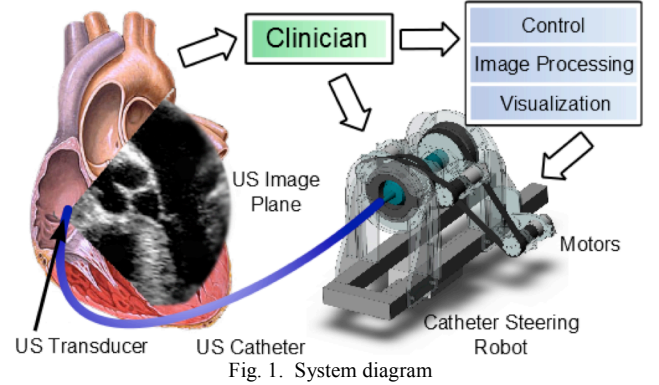 Clinician
Control
Image Processing
Visualization
US Image
Plane
Motors
US Transducer
US Catheter
Catheter Steering
Robot
Fig. 1. System diagram